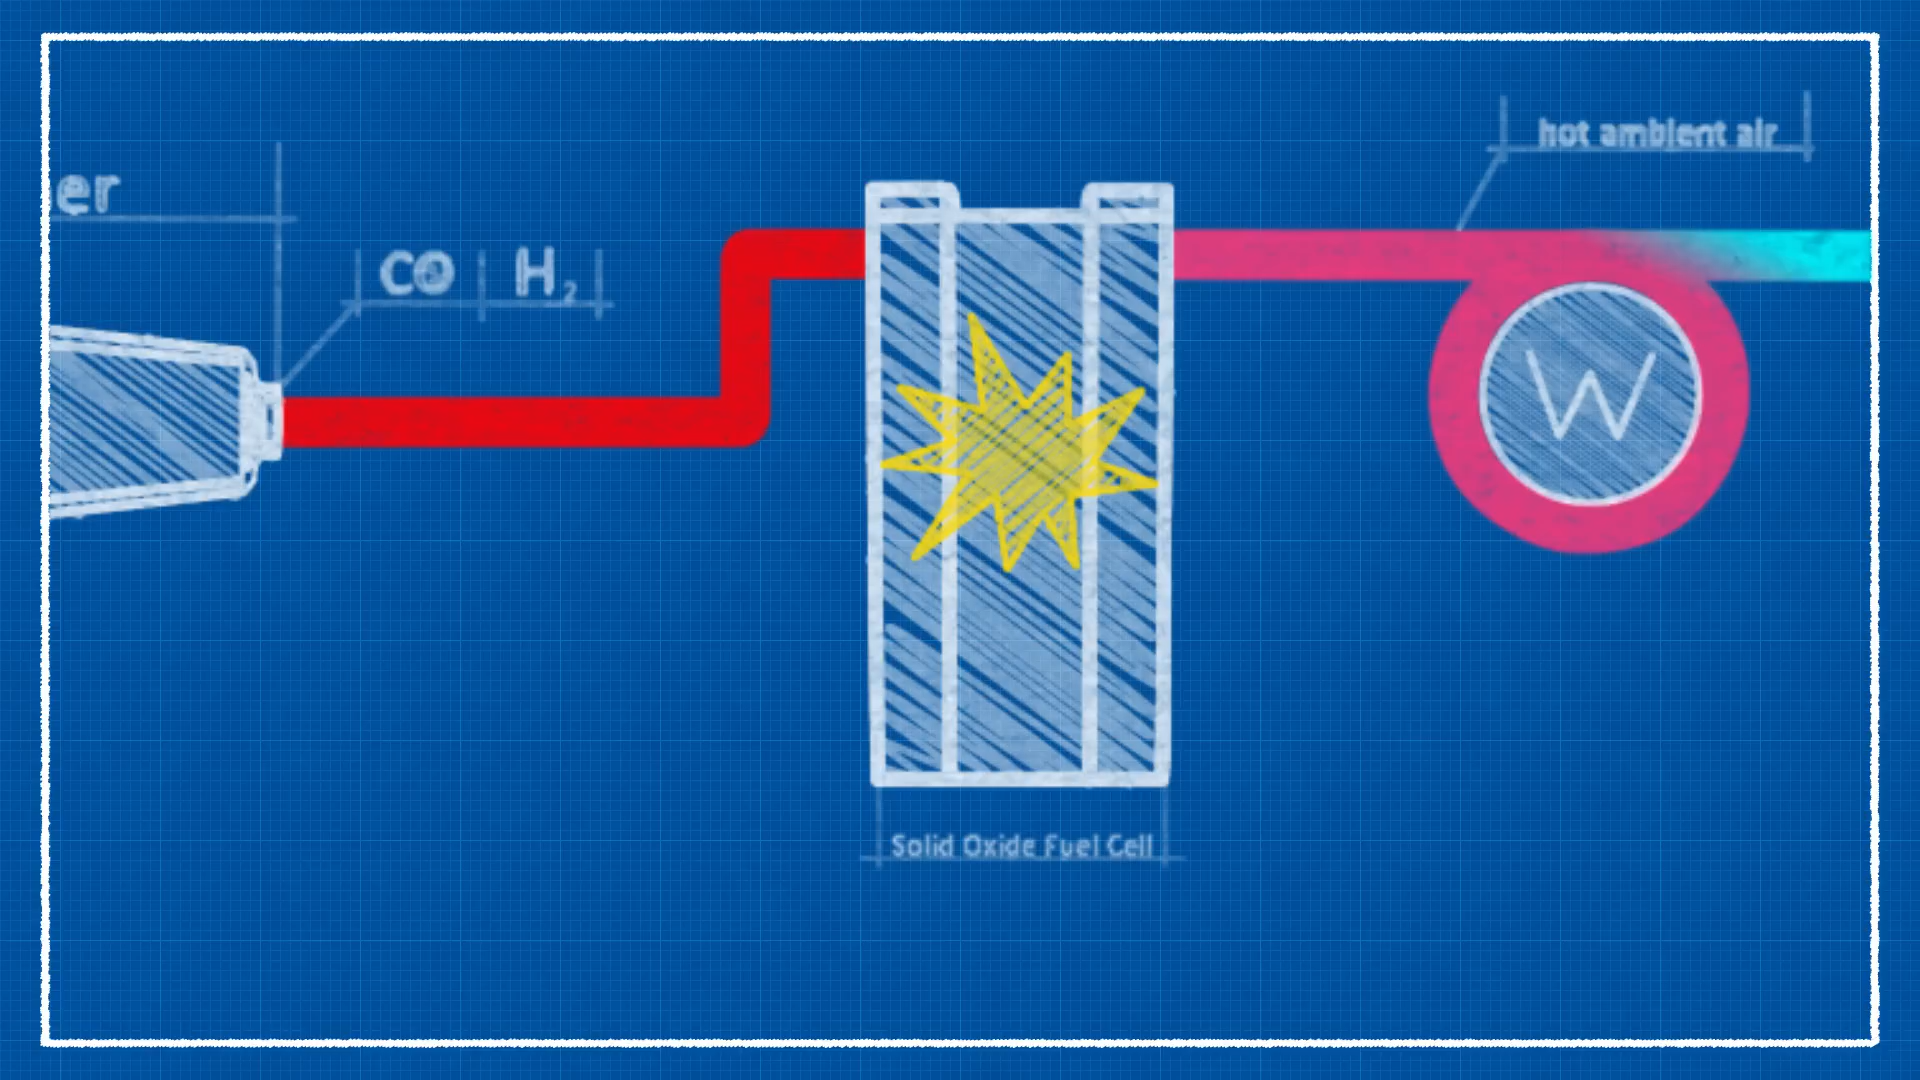 hot ambient air
er
CO H₂
W
Solid Oxide Fuel Cell